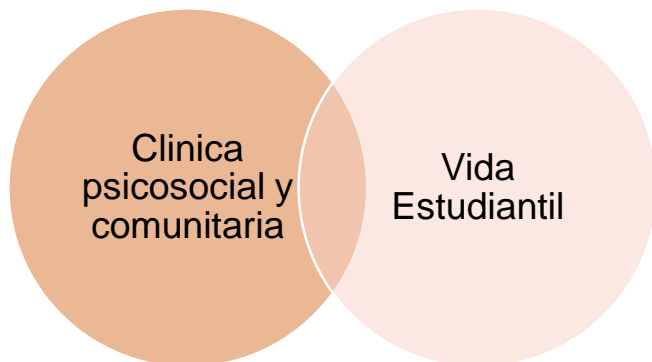 Clinica
psicosocial y
comunitaria
Vida
Estudiantil